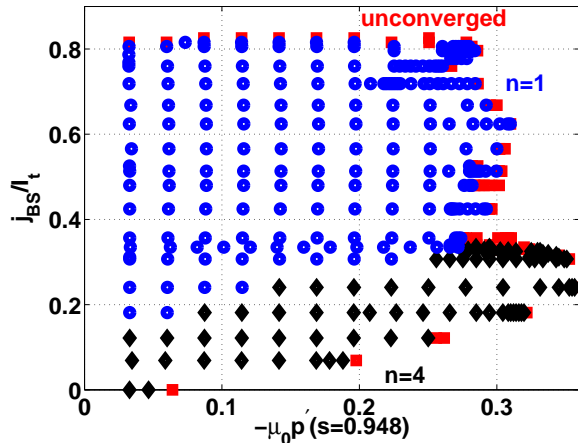 unconverged
n=1
n=4
0.8
0.6
0.4
0.2
0
0
0.1
0.2
0.3
j_BS/I_t
−μ_0p′(s=0.948)